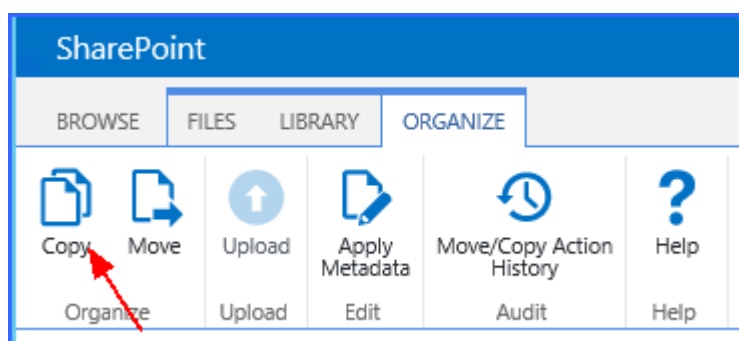 SharePoint
BROWSE FILES LIBRARY ORGANIZE
Copy Move Upload Apply Metadata Move/Copy Action History Help
Organize Upload Edit Audit Help